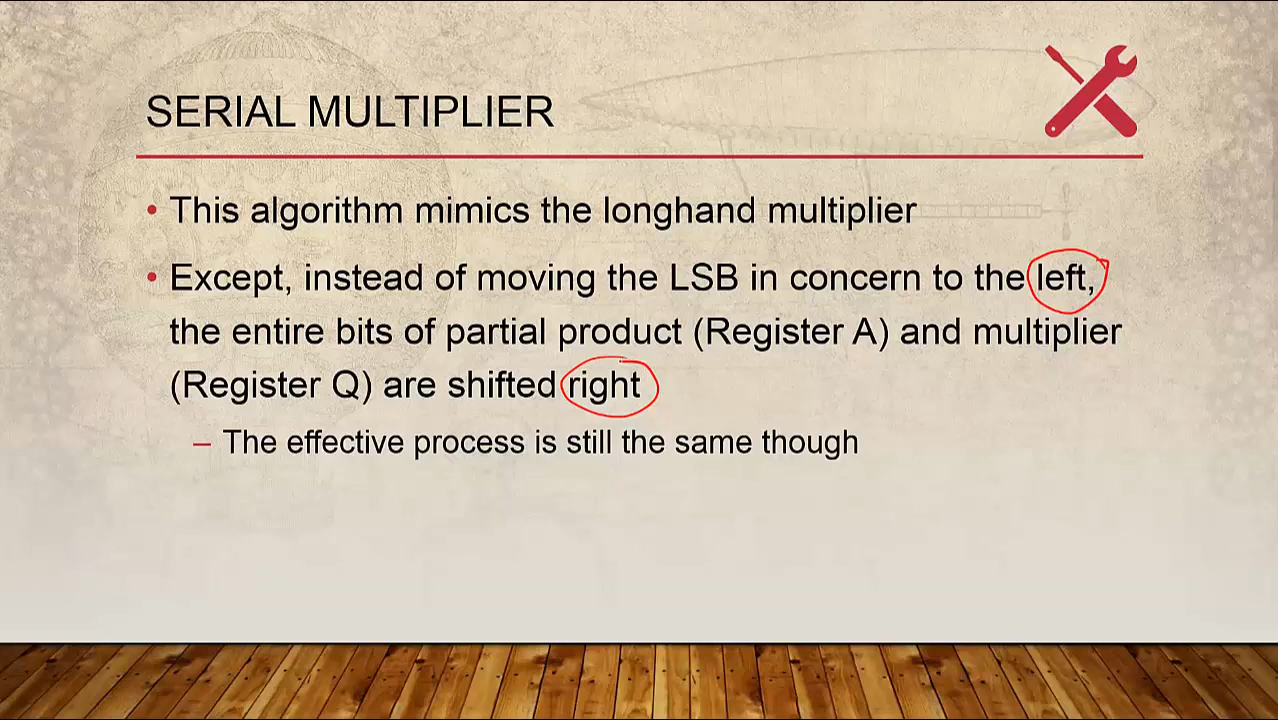 SERIAL MULTIPLIER
• This algorithm mimics the longhand multiplier
• Except, instead of moving the LSB in concern to the left,
the entire bits of partial product (Register A) and multiplier
(Register Q) are shifted right
– The effective process is still the same though